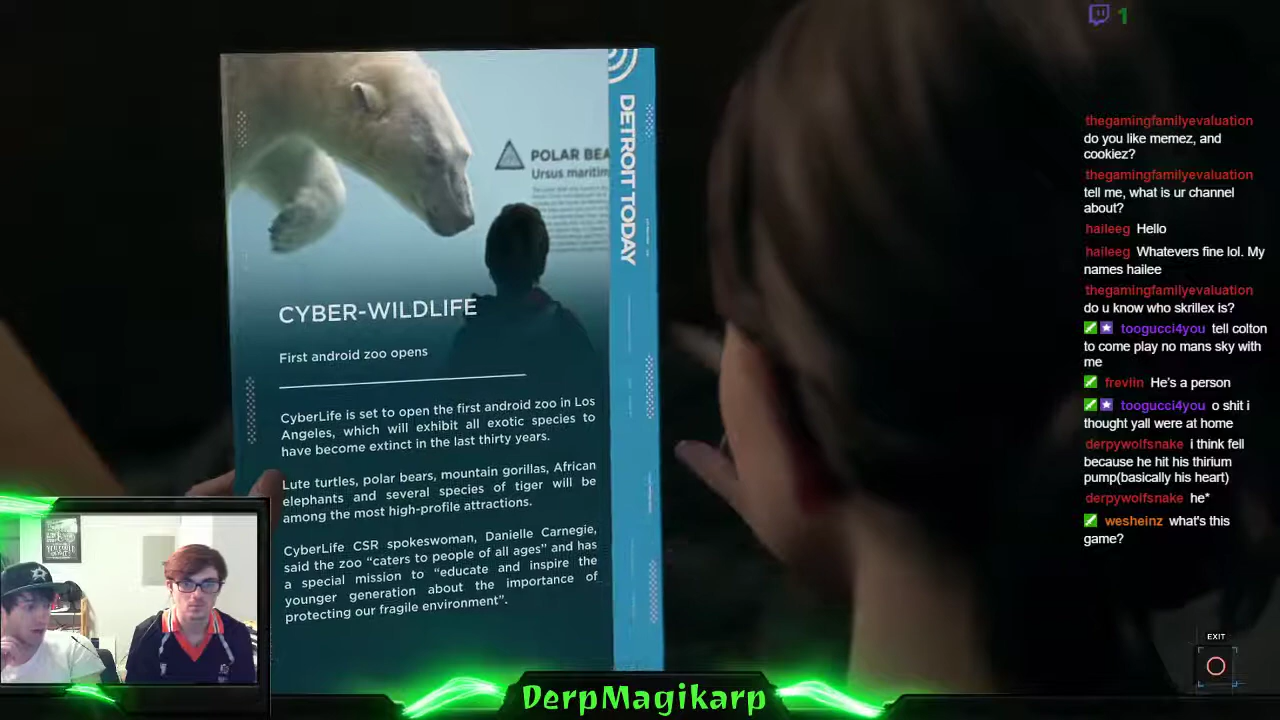 1
POLAR BEA
Ursus maritim
DETROIT TODAY
CYBER-WILDLIFE
First android zoo opens
CyberLife is set to open the first android zoo in Los
Angeles, which will exhibit all exotic species to
have become extinct in the last thirty years.
Lute turtles, polar bears, mountain gorillas, African
elephants and several species of tiger will be
among the most high-profile attractions.
CyberLife CSR spokeswoman, Danielle Carnegie,
said the zoo “caters to people of all ages” and has
a special mission to “educate and inspire the
younger generation about the importance of
protecting our fragile environment”.
thegamingfamilyevaluation
do you like memez, and
cookiez?
thegamingfamilyevaluation
tell me, what is ur channel
about?
haileeg Hello
haileeg Whatevers fine lol. My
names hailee
thegamingfamilyevaluation
do u know who skrillex is?
toogucci4you tell colton
to come play no mans sky with
me
frevlin He's a person
toogucci4you o shit i
thought yall were at home
derpywolfsnake i think fell
because he hit his thirium
pump(basically his heart)
derpywolfsnake he*
wesheinz what's this
game?
EXIT
DerpMagikarp